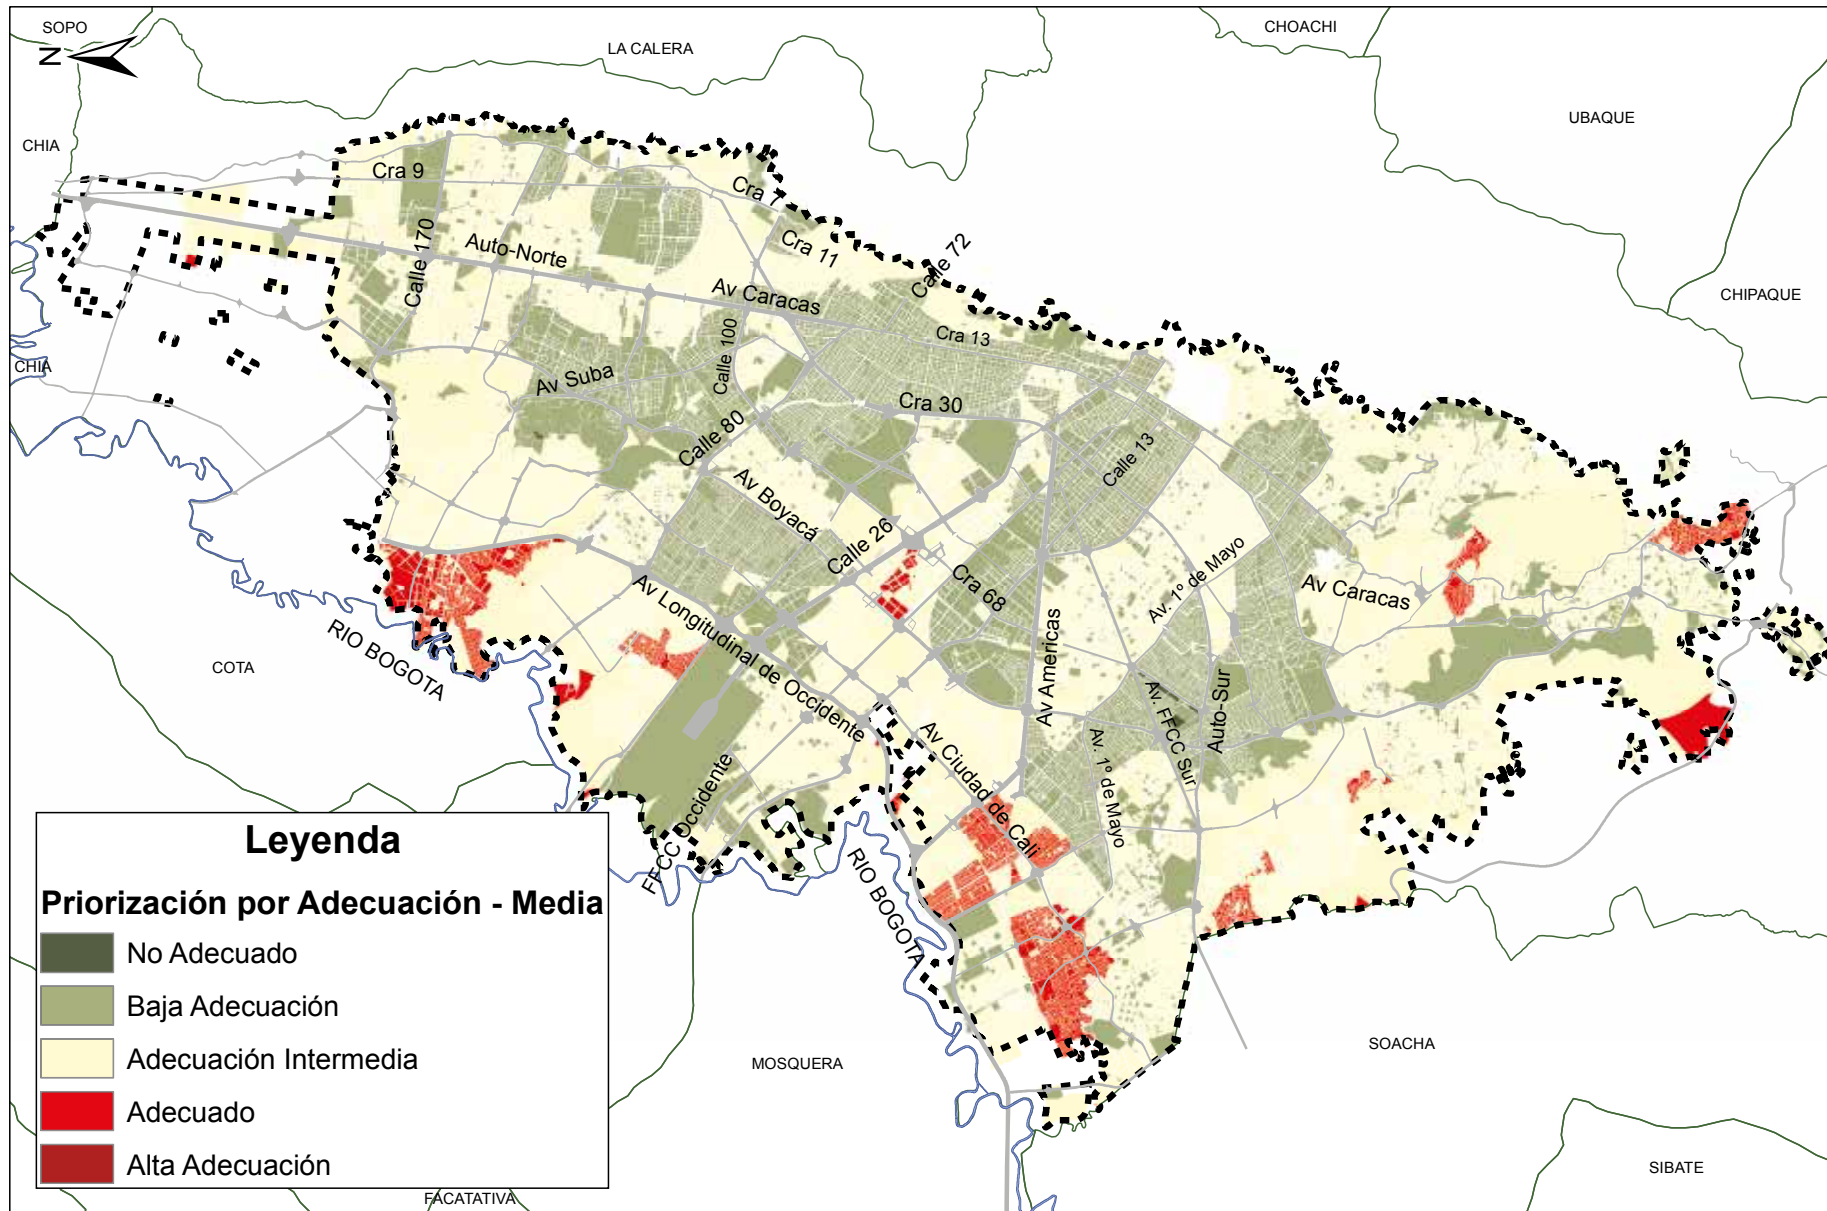 SOPO
N
LA CALERA
CHOACHI
UBAQUE
CHIA
CHIPAQUE
Cra 9
Cra 7
Cra 11
Calle 72
Calle 170
Auto-Norte
Av Caracas
Cra 13
CHIA
Calle 100
Av Suba
Cra 30
Calle 80
Calle 13
Av Boyacá
Calle 26
Cra 68
Av. 1º de Mayo
Av Caracas
Av Longitudinal de Occidente
RIO BOGOTA
COTA
Av Americas
Av. FFCC Sur
Auto-Sur
Av Ciudad de Cali
Av. 1º de Mayo
FFCC Occidente
RIO BOGOTA
MOSQUERA
SOACHA
SIBATE
FACATATIVA
Leyenda
Priorización por Adecuación - Media
No Adecuado
Baja Adecuación
Adecuación Intermedia
Adecuado
Alta Adecuación